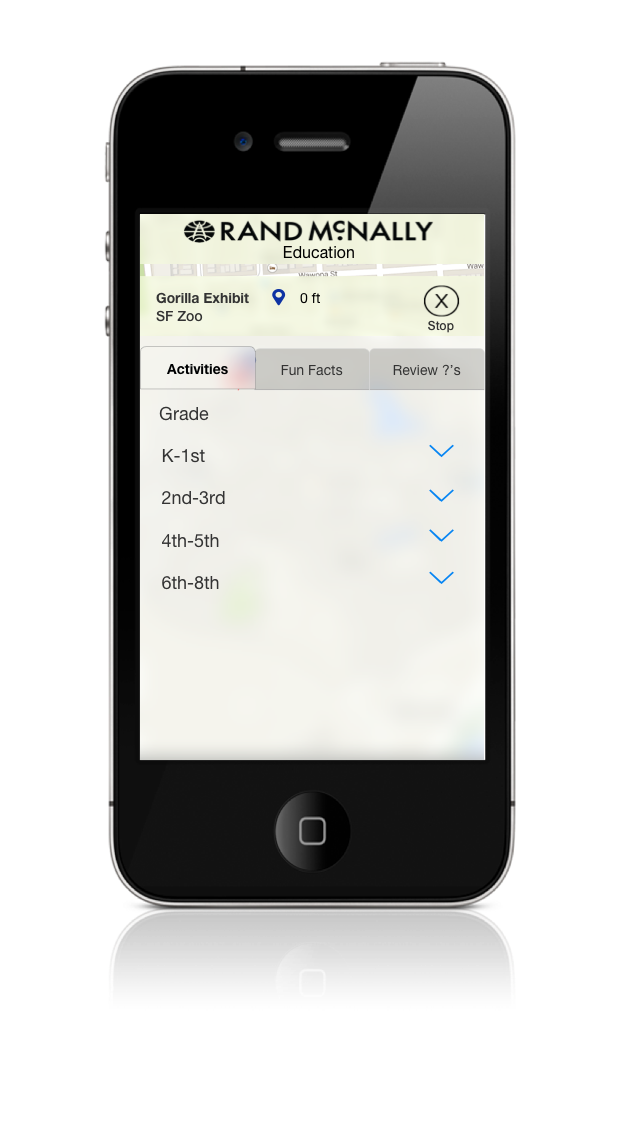 RAND McNALLY
Education
Wawona St
Waw
Gorilla Exhibit
0 ft
SF Zoo
X
Stop
Activities
Fun Facts
Review ?'s
Grade
K-1st
2nd-3rd
4th-5th
6th-8th